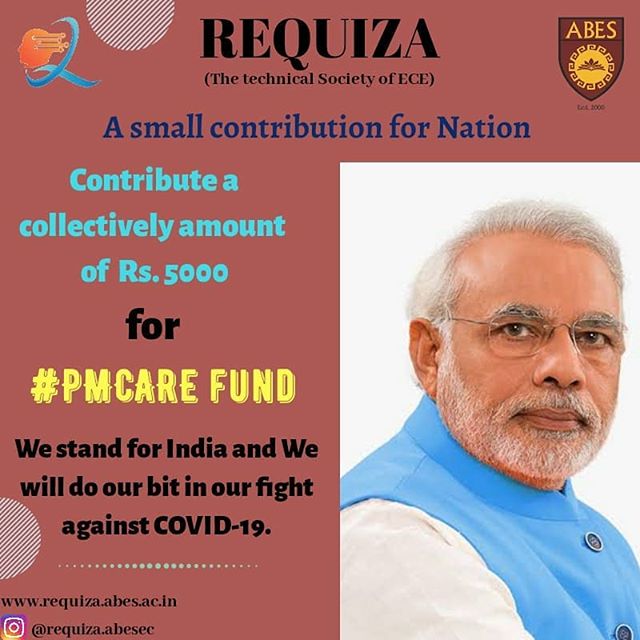 REQUIZA
(The technical Society of ECE)
ABES
Est. 2000
A small contribution for Nation
Contribute a
collectively amount
of Rs. 5000
for
#PMCARE FUND
We stand for India and We
will do our bit in our fight
against COVID-19.
www.requiza.abes.ac.in
@requiza.abesec